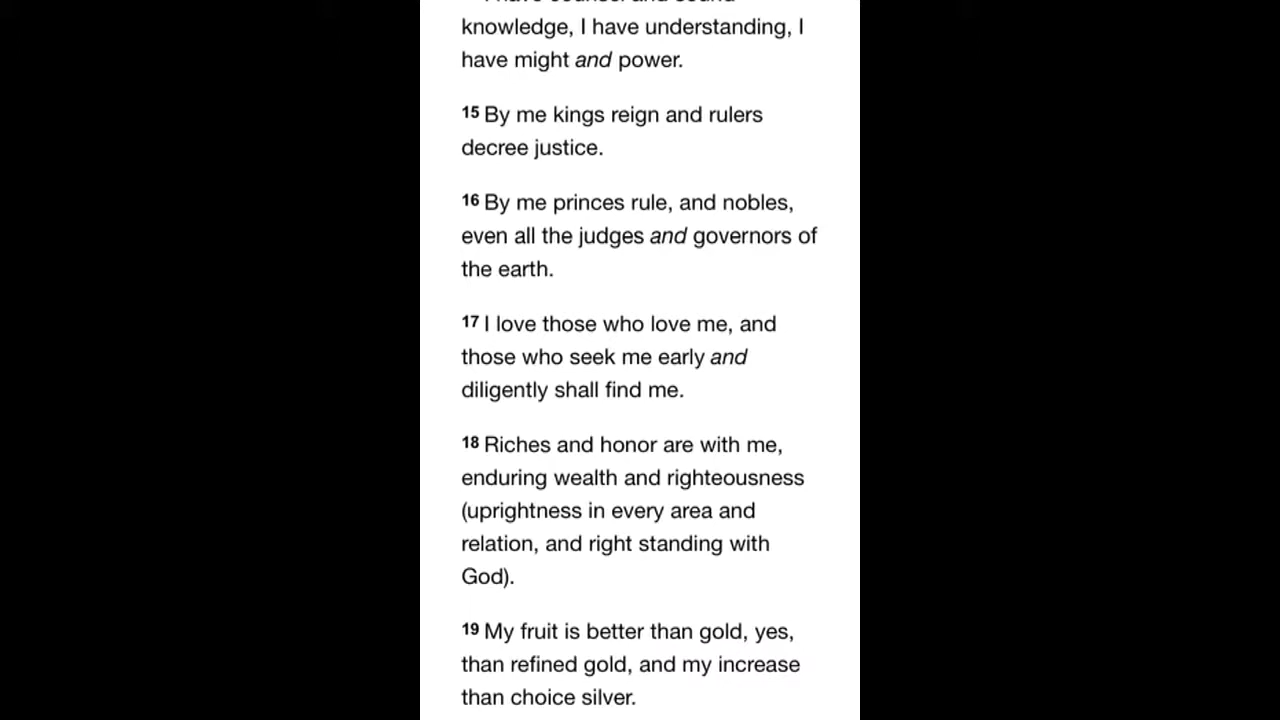 knowledge, I have understanding, I
have might and power.
15 By me kings reign and rulers
decree justice.
16 By me princes rule, and nobles,
even all the judges and governors of
the earth.
17 I love those who love me, and
those who seek me early and
diligently shall find me.
18 Riches and honor are with me,
enduring wealth and righteousness
(uprightness in every area and
relation, and right standing with
God).
19 My fruit is better than gold, yes,
than refined gold, and my increase
than choice silver.